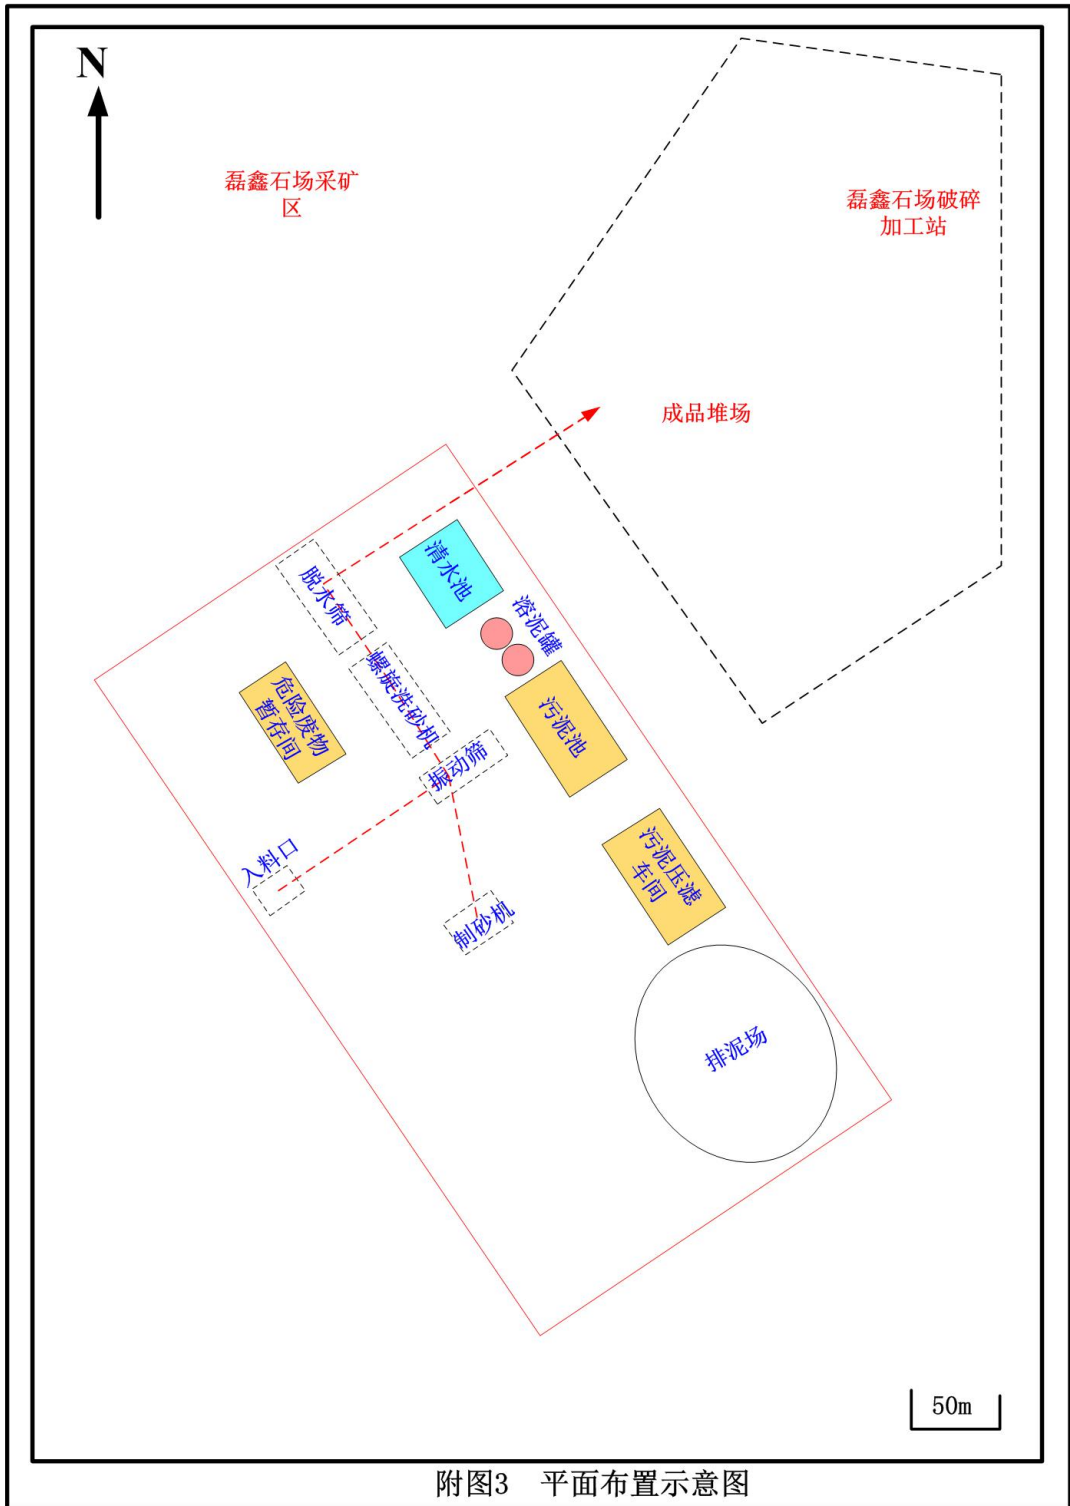 N
磊鑫石场采矿
区
磊鑫石场破碎
加工站
成品堆场
清水池
脱水筛
溶泥罐
螺旋洗砂机
危险废物
暂存间
污泥池
振动筛
入料口
污泥压滤
车间
制砂机
排泥场
50m
附图3 平面布置示意图